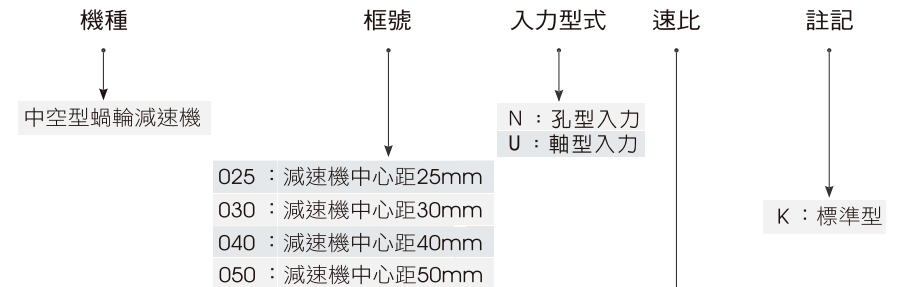 機種 框號 入力型式 速比 註記
中空型蝸輪減速機
N：孔型入力
U：軸型入力
025：減速機中心距25mm
030：減速機中心距30mm
040：減速機中心距40mm
050：減速機中心距50mm
K：標準型